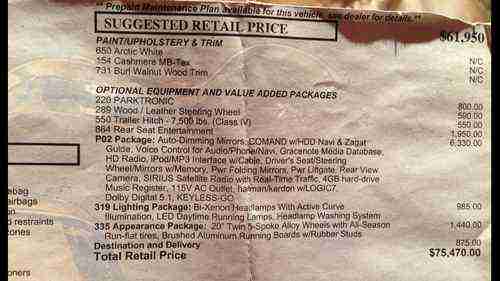 ** Prepaid Maintenance Plan available for this vehicle, see dealer for details.**
SUGGESTED RETAIL PRICE $61,950
PAINT/UPHOLSTERY & TRIM
650 Arctic White N/C
154 Cashmere MB-Tex N/C
731 Burl Walnut Wood Trim N/C
OPTIONAL EQUIPMENT AND VALUE ADDED PACKAGES
220 PARKTRONIC 800.00
289 Wood / Leather Steering Wheel 590.00
550 Trailer Hitch - 7,500 lbs. (Class IV) 550.00
864 Rear Seat Entertainment 1,950.00
P02 Package: Auto-Dimming Mirrors, COMAND w/HDD Navi & Zagat 6,330.00
Guide, Voice Control for Audio/Phone/Navi, Gracenote Media Database,
HD Radio, iPod/MP3 Interface w/Cable, Driver's Seat/Steering
Wheel/Mirrors w/Memory, Pwr Folding Mirrors, Pwr Liftgate, Rear View
Camera, SIRIUS Satellite Radio with Real-Time Traffic, 4GB hard-drive
Music Register, 115V AC Outlet, harman/kardon w/LOGIC7,
Dolby Digital 5.1, KEYLESS-GO
319 Lighting Package: Bi-Xenon Headlamps With Active Curve 985.00
Illumination, LED Daytime Running Lamps, Headlamp Washing System
335 Appearance Package: 20" Twin 5-Spoke Alloy Wheels with All-Season 1,440.00
Run-flat tires, Brushed Aluminum Running Boards w/Rubber Studs
Destination and Delivery 875.00
Total Retail Price $75,470.00
ebag
airbags
on
d restraints
ones
oners